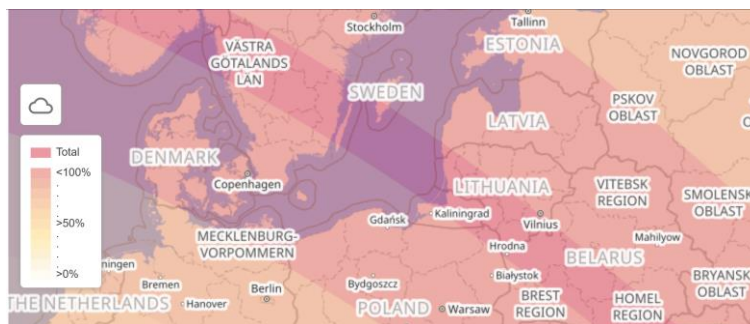 Stockholm
Tallinn
ESTONIA
VÄSTRA
GÖTALANDS
LÄN
NOVGOROD
OBLAST
SWEDEN
PSKOV
OBLAST
LATVIA
Total
<100%
>50%
>0%
DENMARK
Copenhagen
LITHUANIA
VITEBSK
REGION
SMOLENSK
OBLAST
Gdańsk
Kaliningrad
Vilnius
Mahilyow
MECKLENBURG-
VORPOMMERN
Hrodna
BELARUS
ningen
Bremen
Bydgoszcz
Białystok
BRYANSK
OBLAST
Berlin
THE NETHERLANDS
Hanover
POLAND
Warsaw
BREST
REGION
HOMEL
REGION